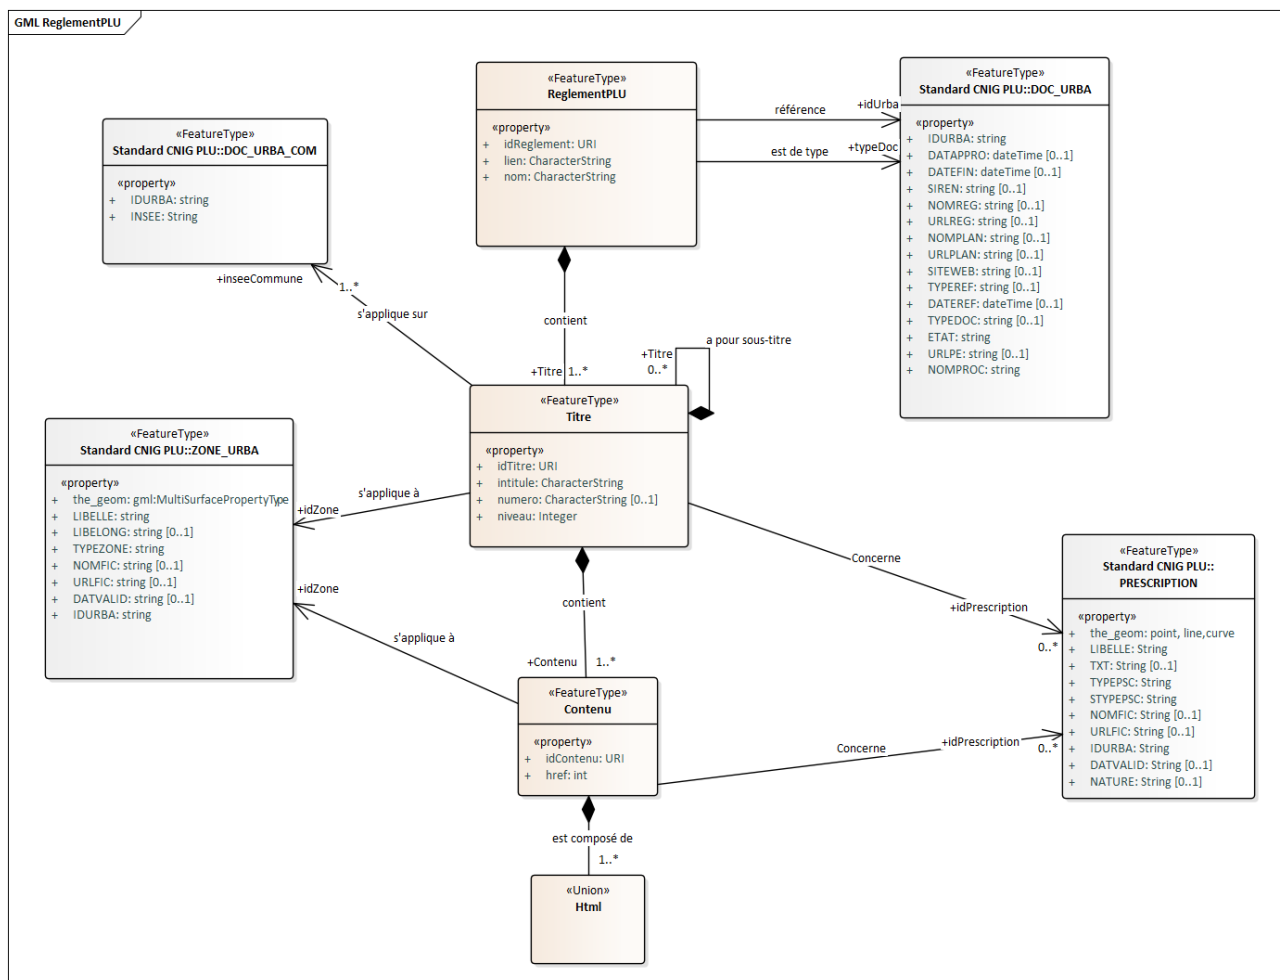 GML ReglementPLU
«FeatureType»
ReglementPLU
«property»
+ idReglement: URI
+ lien: CharacterString
+ nom: CharacterString
référence
+idUrba
est de type
+typeDoc
«FeatureType»
Standard CNIG PLU::DOC_URBA
«property»
+ IDURBA: string
+ DATAPPRO: dateTime [0..1]
+ DATEFIN: dateTime [0..1]
+ SIREN: string [0..1]
+ NOMREG: string [0..1]
+ URLREG: string [0..1]
+ NOMPLAN: string [0..1]
+ URLPLAN: string [0..1]
+ SITEWEB: string [0..1]
+ TYPEREF: string [0..1]
+ DATEREF: dateTime [0..1]
+ TYPEDOC: string [0..1]
+ ETAT: string
+ URLPE: string [0..1]
+ NOMPROC: string
«FeatureType»
Standard CNIG PLU::DOC_URBA_COM
«property»
+ IDURBA: string
+ INSEE: String
+inseeCommune
1..*
s'applique sur
contient
+Titre 1..*
a pour sous-titre
+Titre
0..*
«FeatureType»
Titre
«property»
+ idTitre: URI
+ intitule: CharacterString
+ numero: CharacterString [0..1]
+ niveau: Integer
«FeatureType»
Standard CNIG PLU::ZONE_URBA
«property»
+ the_geom: gml:MultiSurfacePropertyType
+ LIBELLE: string
+ LIBELONG: string [0..1]
+ TYPEZONE: string
+ NOMFIC: string [0..1]
+ URLFIC: string [0..1]
+ DATVALID: string [0..1]
+ IDURBA: string
s'applique à
+idZone
+idZone
s'applique à
contient
+Contenu 1..*
Concerne
+idPrescription
0..*
«FeatureType»
Standard CNIG PLU::
PRESCRIPTION
«property»
+ the_geom: point, line,curve
+ LIBELLE: String
+ TXT: String [0..1]
+ TYPEPSC: String
+ STYPEPSC: String
+ NOMFIC: String [0..1]
+ URLFIC: String [0..1]
+ IDURBA: String
+ DATVALID: String [0..1]
+ NATURE: String [0..1]
«FeatureType»
Contenu
«property»
+ idContenu: URI
+ href: int
Concerne
+idPrescription
0..*
est composé de
1..*
«Union»
Html